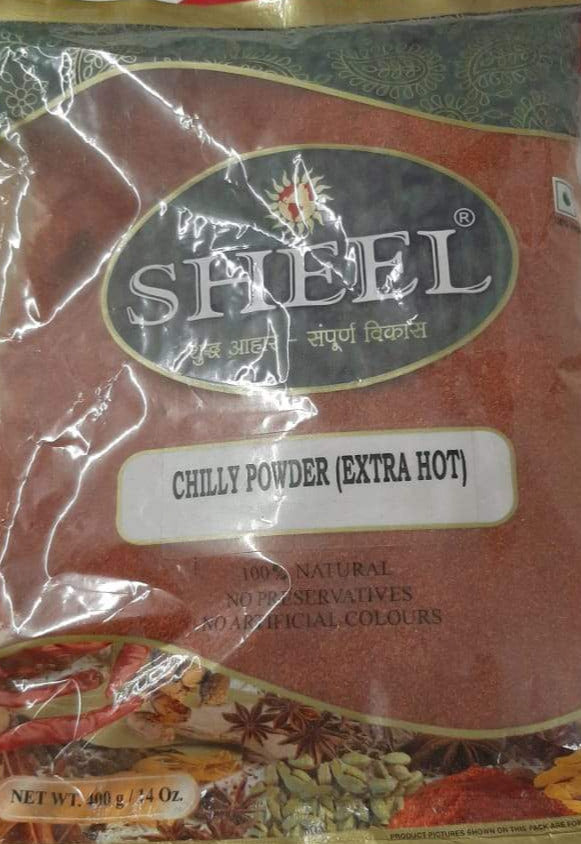 SHEEL®
शुद्ध आहार - संपूर्ण विकास
CHILLY POWDER (EXTRA HOT)
100% NATURAL
NO PRESERVATIVES
NO ARTIFICIAL COLOURS
NET WT. 400 g / 14 Oz.
PRODUCT PICTURES SHOWN ON THIS PACK ARE FOR